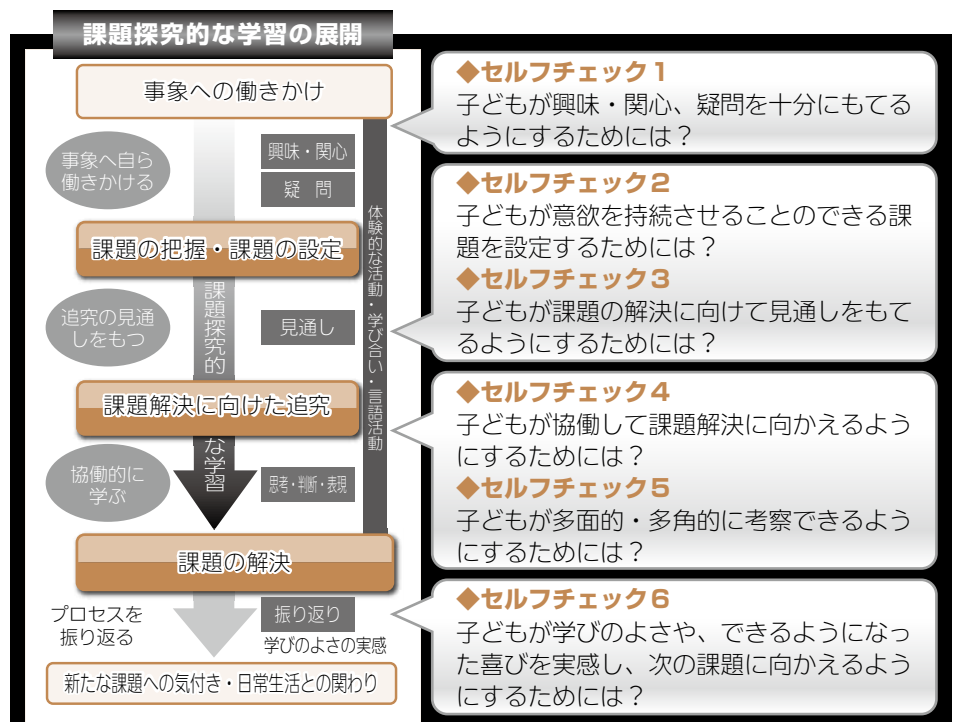 課題探究的な学習の展開
事象への働きかけ
事象へ自ら
働きかける
興味・関心
疑 問
課題の把握・課題の設定
追究の見通
しをもつ
見通し
課題解決に向けた追究
協働的に
学ぶ
思考・判断・表現
課題の解決
プロセスを
振り返る
振り返り
学びのよさの実感
新たな課題への気付き・日常生活との関わり
課題探究的な学習
体験的な活動・学び合い・言語活動
◆セルフチェック1
子どもが興味・関心、疑問を十分にもてる
ようにするためには？
◆セルフチェック2
子どもが意欲を持続させることのできる課
題を設定するためには？
◆セルフチェック3
子どもが課題の解決に向けて見通しをもて
るようにするためには？
◆セルフチェック4
子どもが協働して課題解決に向かえるよう
にするためには？
◆セルフチェック5
子どもが多面的・多角的に考察できるよう
にするためには？
◆セルフチェック6
子どもが学びのよさや、できるようになっ
た喜びを実感し、次の課題に向かえるよう
にするためには？